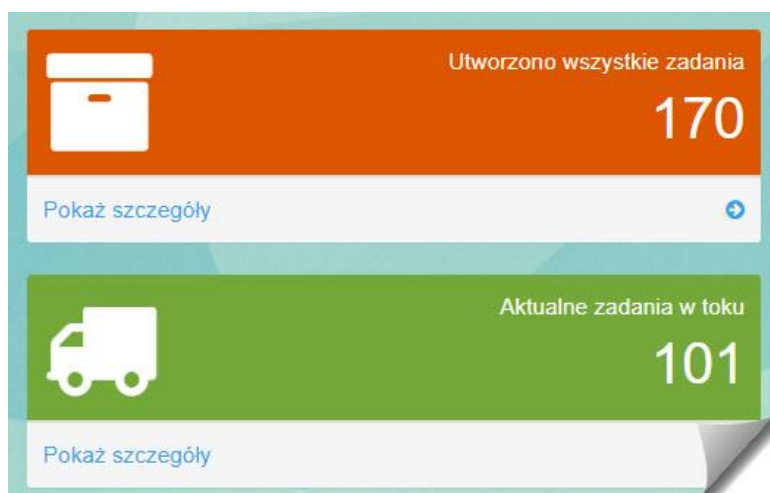 Utworzono wszystkie zadania
170
Pokaż szczegóły
Aktualne zadania w toku
101
Pokaż szczegóły